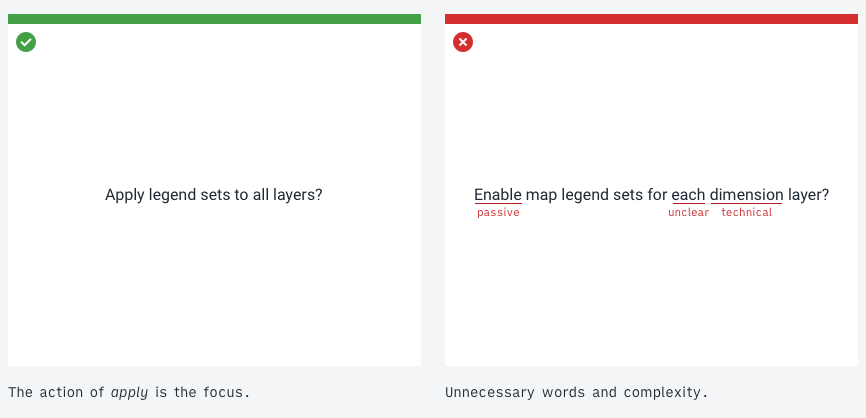 Apply legend sets to all layers?
The action of apply is the focus.
Enable map legend sets for each dimension layer?
passive unclear technical
Unnecessary words and complexity.